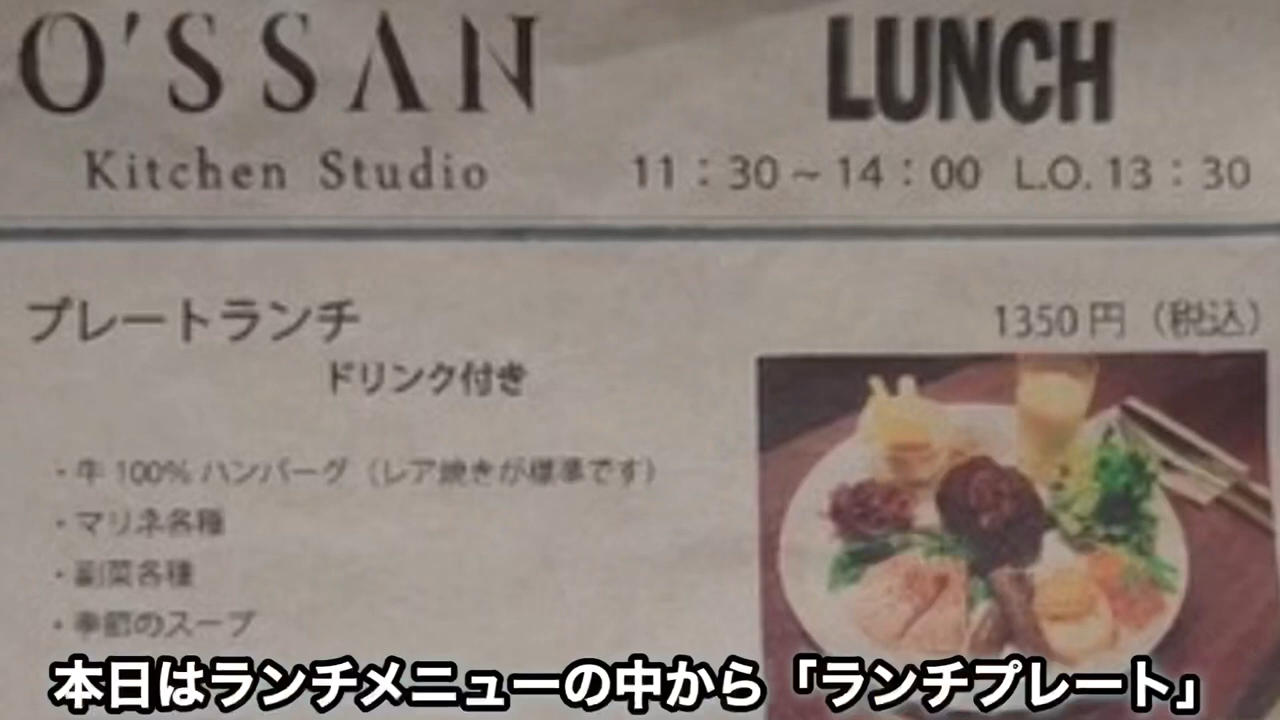 O'SSAN
Kitchen Studio
LUNCH
11：30～14：00 L.O. 13：30
プレートランチ
1350円（税込）
ドリンク付き
・牛100％ハンバーグ（レア焼きが標準です）
・マリネ各種
・副菜各種
・季節のスープ
本日はランチメニューの中から「ランチプレート」